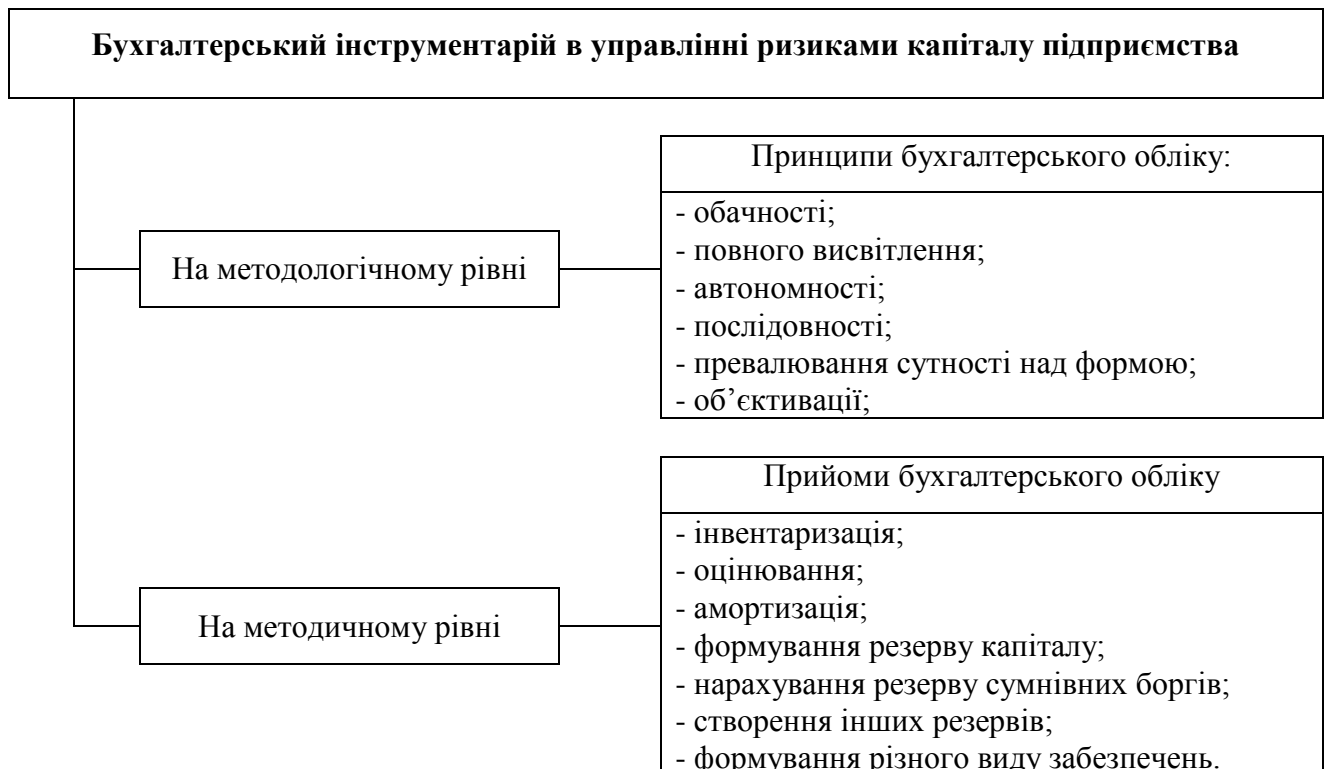 Бухгалтерський інструментарій в управлінні ризиками капіталу підприємства
Принципи бухгалтерського обліку:
- обачності;
- повного висвітлення;
- автономності;
- послідовності;
- превалювання сутності над формою;
- об’єктивації;
На методологічному рівні
Прийоми бухгалтерського обліку
- інвентаризація;
- оцінювання;
- амортизація;
- формування резерву капіталу;
- нарахування резерву сумнівних боргів;
- створення інших резервів;
- формування різного виду забезпечень.
На методичному рівні